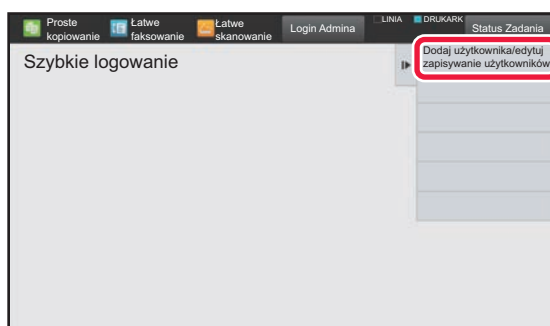 Proste
kopiowanie
Łatwe
faksowanie
Łatwe
skanowanie
Login Admina
LINIA
DRUKARK
Status Zadania
Szybkie logowanie
Dodaj użytkownika/edytuj
zapisywanie użytkowników